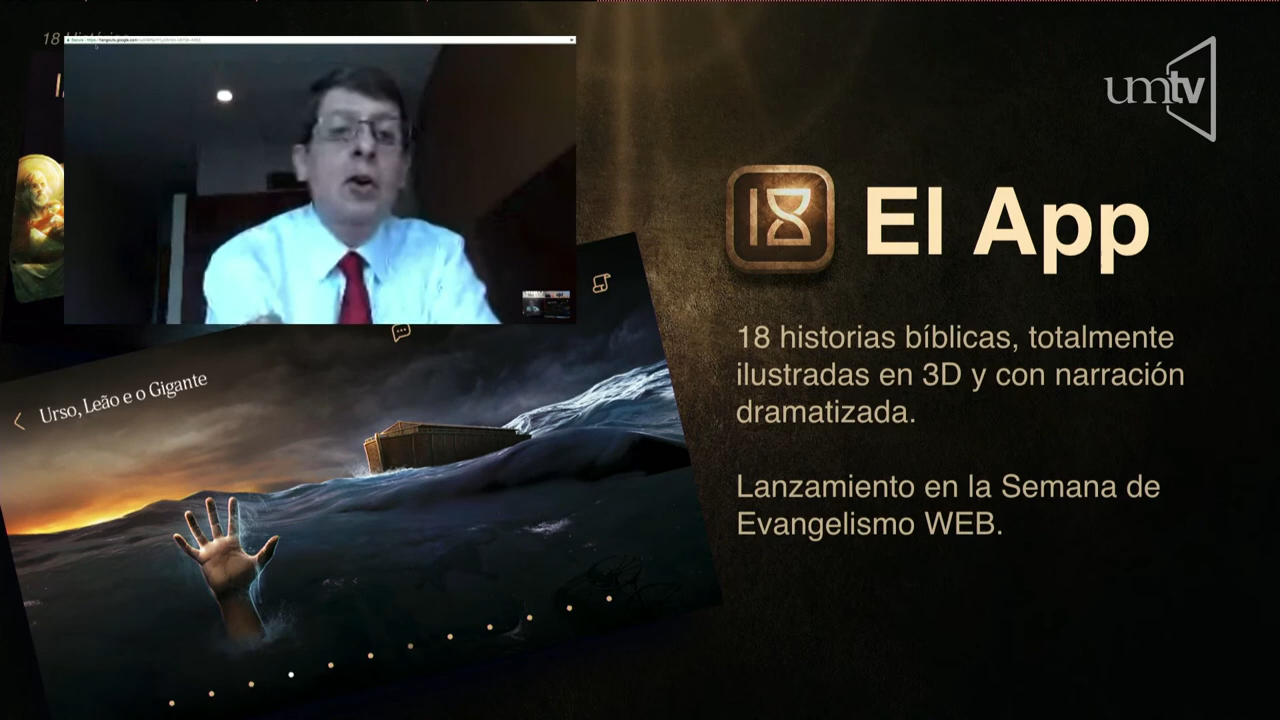 umtv
El App
18 historias bíblicas, totalmente
ilustradas en 3D y con narración
dramatizada.
Lanzamiento en la Semana de
Evangelismo WEB.
Urso, Leão e o Gigante
18